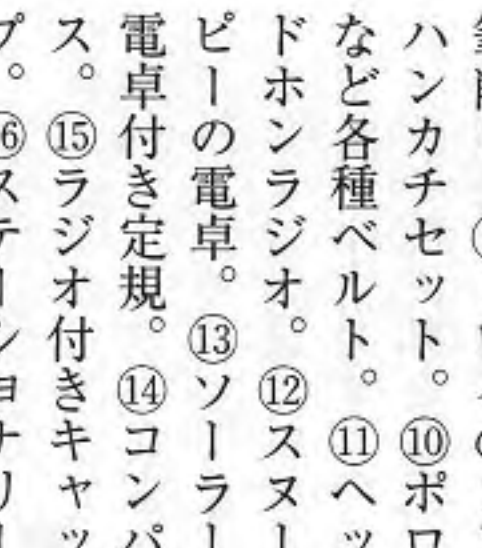 ハンカチセット。⑩ポロ
など各種ベルト。⑪ヘッ
ドホンラジオ。⑫スヌー
ピーの電卓。⑬ソーラー
電卓付き定規。⑭コンパ
ス。⑮ラジオ付きキャッ
プ。⑯ステーショナリー